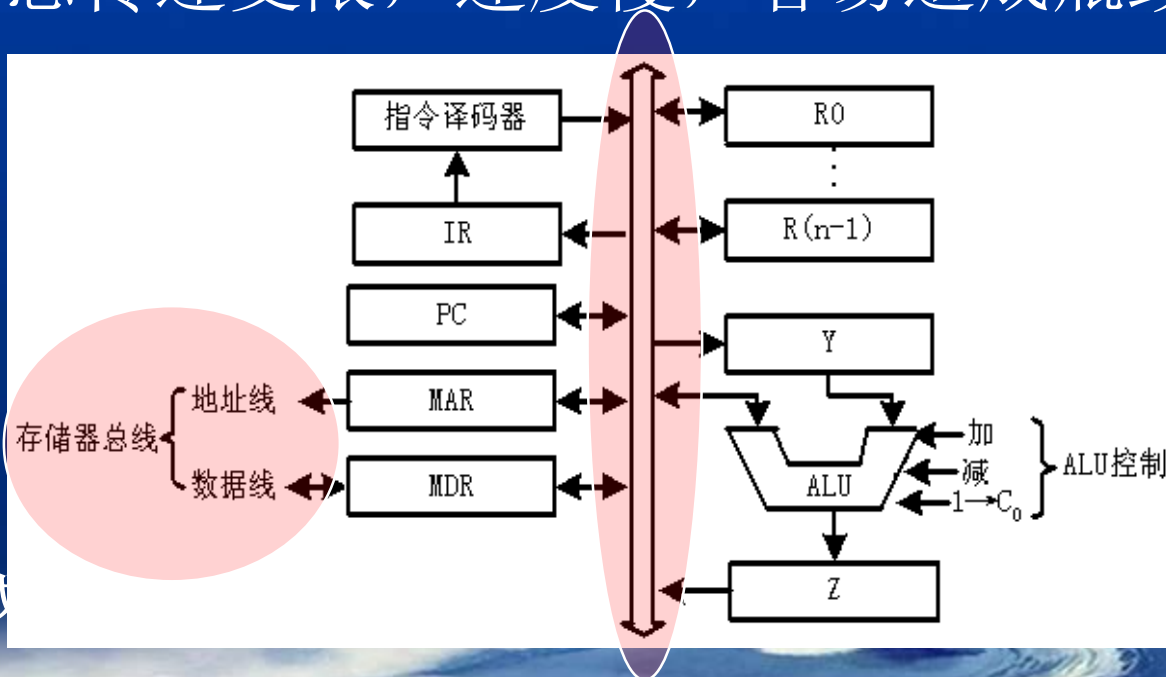 指令译码器
IR
PC
MAR
MDR
存储器总线
地址线
数据线
R0
R(n-1)
Y
ALU
加
减
1→C₀
ALU控制
Z